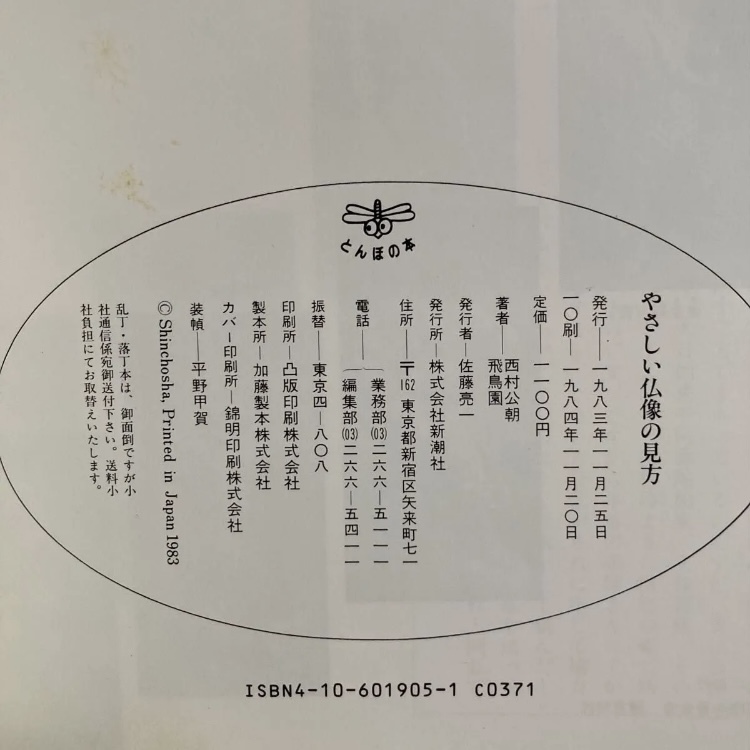 とんぼの本
やさしい仏像の見方
発行―一九八三年一一月二五日
一〇刷―一九八四年一一月二〇日
定価―一一〇〇円
著者―西村公朝
飛鳥園
発行者―佐藤亮一
発行所―株式会社新潮社
住所―〒162 東京都新宿区矢来町七一
電話―業務部(03)二六六―五一一一
編集部(03)二六六―五四一一
振替―東京四―八〇八
印刷所―凸版印刷株式会社
製本所―加藤製本株式会社
カバー印刷所―錦明印刷株式会社
装幀―平野甲賀
© Shinchosha, Printed in Japan 1983
乱丁・落丁本は、御面倒ですが小
社通信係宛御送付下さい。送料小
社負担にてお取替えいたします。
ISBN4-10-601905-1 C0371